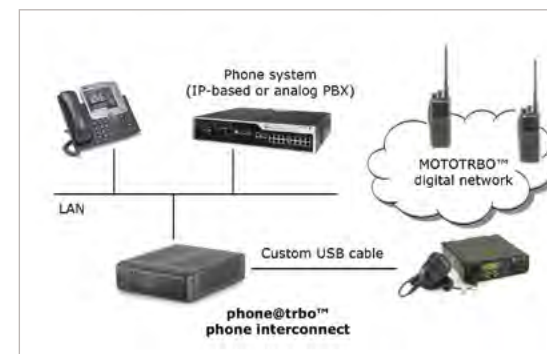 Phone system
(IP-based or analog PBX)
MOTOTRBO™
digital network
LAN
Custom USB cable
phone@trbo™
phone interconnect